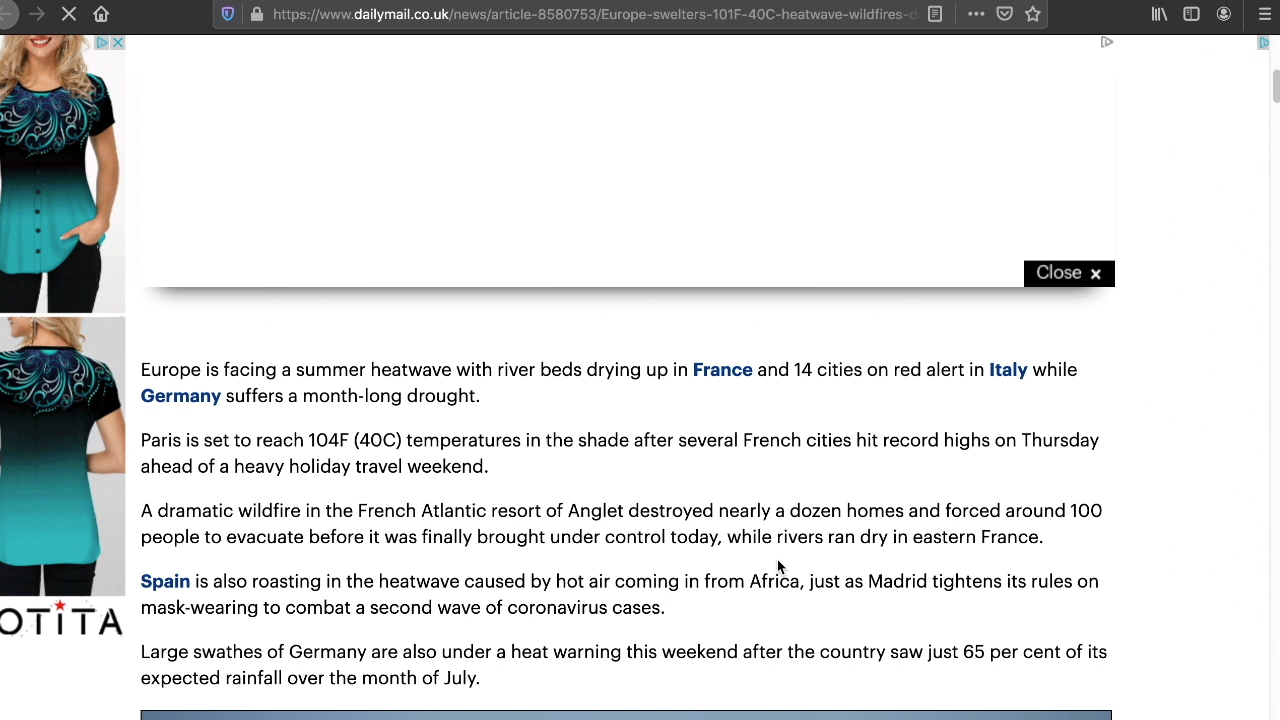 https://www.dailymail.co.uk/news/article-8580753/Europe-swelters-101F-40C-heatwave-wildfires-d
Close ×
Europe is facing a summer heatwave with river beds drying up in France and 14 cities on red alert in Italy while
Germany suffers a month-long drought.
Paris is set to reach 104F (40C) temperatures in the shade after several French cities hit record highs on Thursday
ahead of a heavy holiday travel weekend.
A dramatic wildfire in the French Atlantic resort of Anglet destroyed nearly a dozen homes and forced around 100
people to evacuate before it was finally brought under control today, while rivers ran dry in eastern France.
Spain is also roasting in the heatwave caused by hot air coming in from Africa, just as Madrid tightens its rules on
mask-wearing to combat a second wave of coronavirus cases.
Large swathes of Germany are also under a heat warning this weekend after the country saw just 65 per cent of its
expected rainfall over the month of July.
OTITA